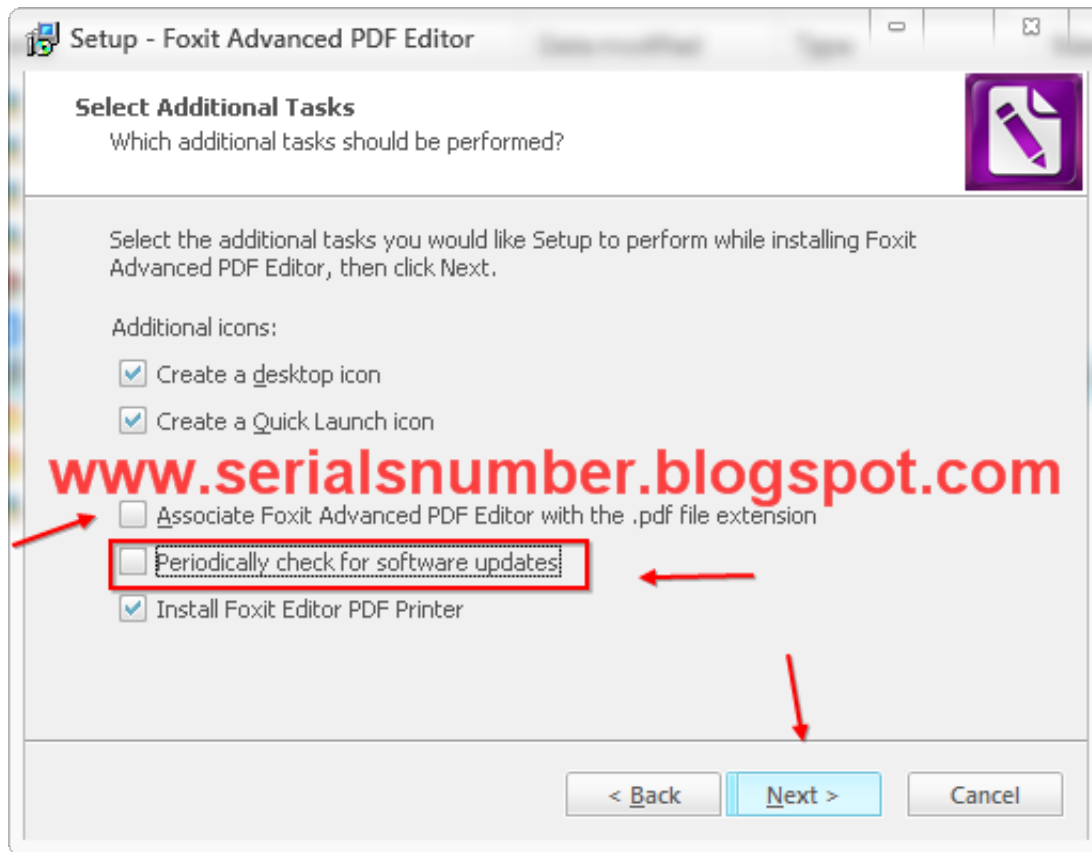 Setup - Foxit Advanced PDF Editor
Select Additional Tasks
Which additional tasks should be performed?
Select the additional tasks you would like Setup to perform while installing Foxit
Advanced PDF Editor, then click Next.
Additional icons:
Create a desktop icon
Create a Quick Launch icon
www.serialsnumber.blogspot.com
Associate Foxit Advanced PDF Editor with the .pdf file extension
Periodically check for software updates
Install Foxit Editor PDF Printer
< Back
Next >
Cancel